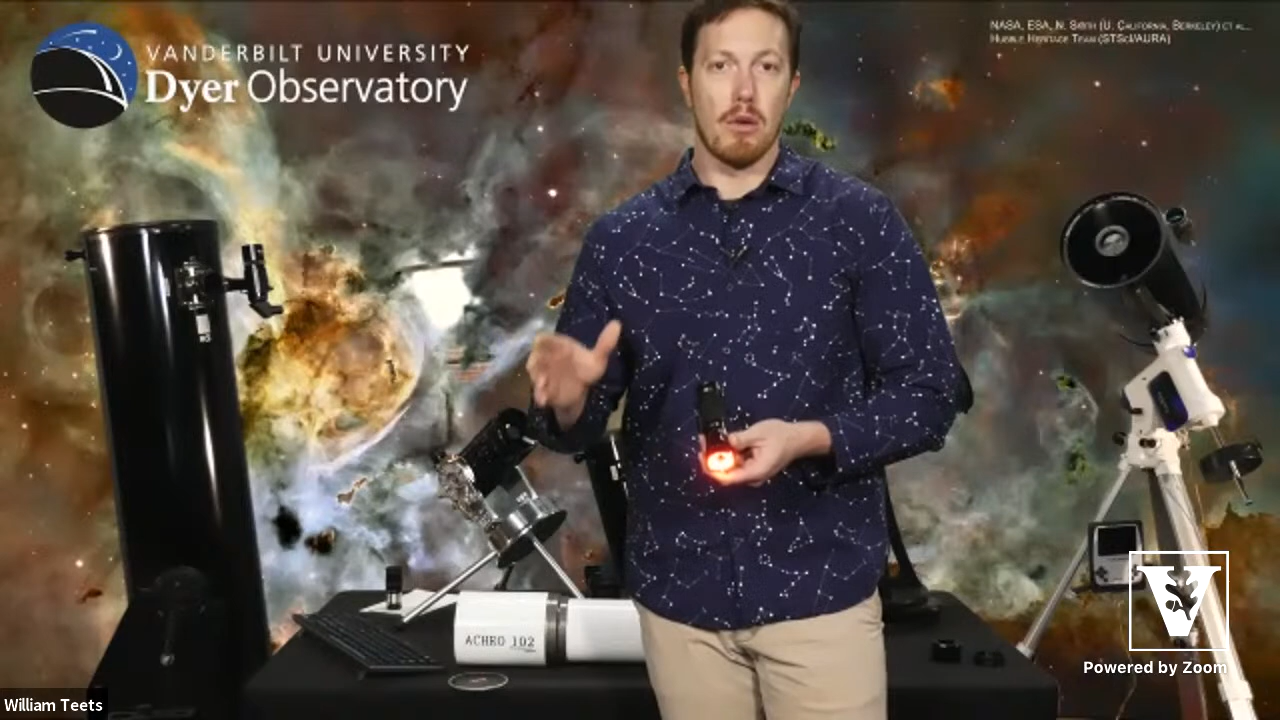 VANDERBILT UNIVERSITY
Dyer Observatory
NASA, ESA, N. SMITH (U. CALIFORNIA, BERKELEY) ET AL.,
HUBBLE HERITAGE TEAM (STSCI/AURA)
ACHRO 102
V
Powered by Zoom
William Teets